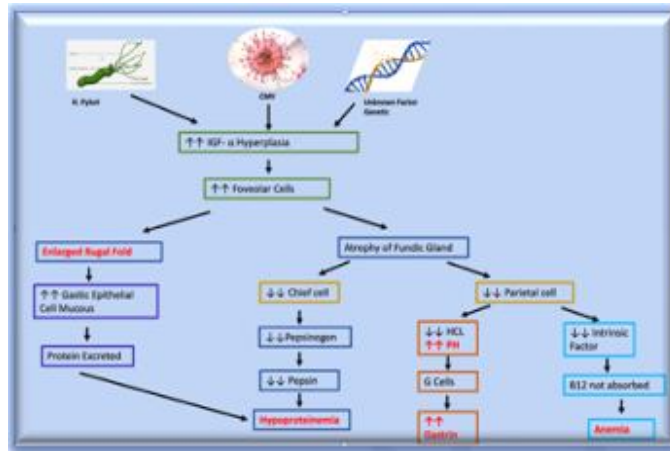 H. Pylori
CMV
Unknown Factor
Genetic
↑↑ IGF- α Hyperplasia
↑↑ Foveolar Cells
Enlarged Rugal Fold
Atrophy of Fundic Gland
↑↑ Gastic Epithelial
Cell Mucous
↓↓ Chief cell
↓↓ Parietal cell
Protein Excreted
↓↓Pepsinogen
↓↓ HCL
↑↑ PH
↓↓ Intrinsic
Factor
↓↓ Pepsin
G Cells
B12 not absorbed
Hypoproteinemia
↑↑
Gastrin
Anemia